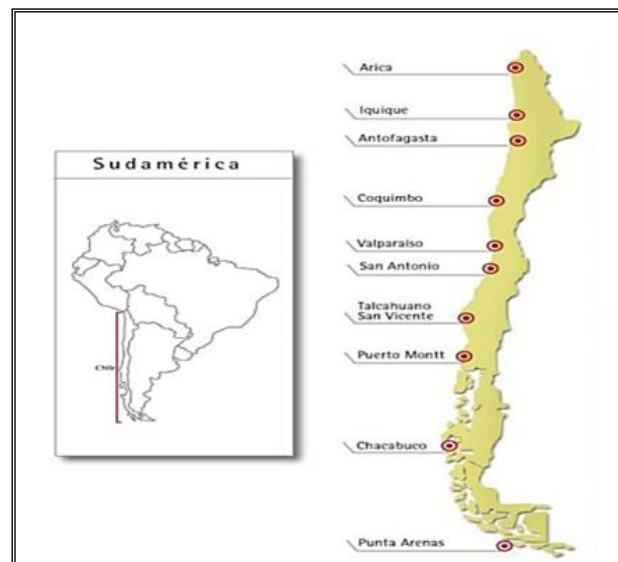 Sudamérica
Chile
Arica
Iquique
Antofagasta
Coquimbo
Valparaíso
San Antonio
Talcahuano
San Vicente
Puerto Montt
Chacabuco
Punta Arenas